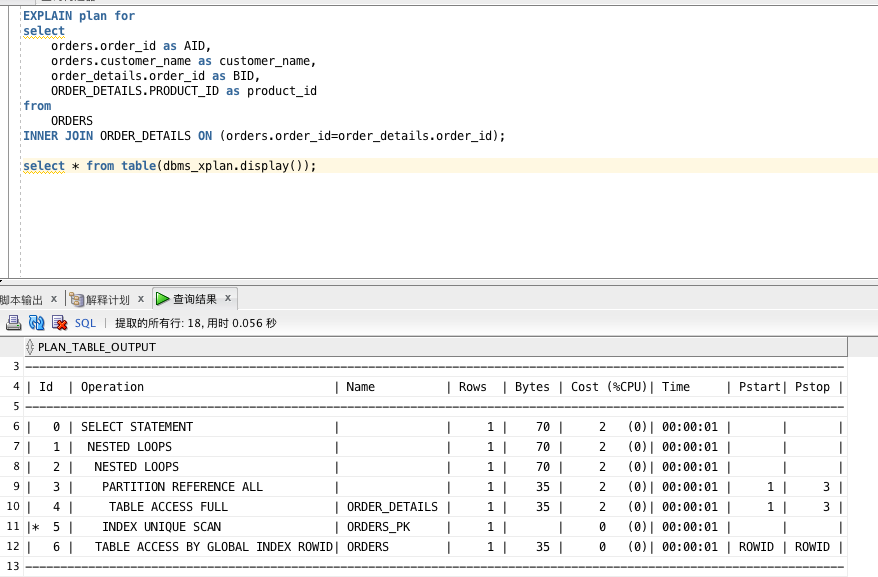 EXPLAIN plan for
select
    orders.order_id as AID,
    orders.customer_name as customer_name,
    order_details.order_id as BID,
    ORDER_DETAILS.PRODUCT_ID as product_id
from
    ORDERS
INNER JOIN ORDER_DETAILS ON (orders.order_id=order_details.order_id);
select * from table(dbms_xplan.display());
脚本输出 x 解释计划 x 查询结果 x
SQL | 提取的所有行: 18, 用时 0.056 秒
PLAN_TABLE_OUTPUT
3 --------------------------------------------------------------------------------------------------------------------
4 | Id  | Operation                           | Name          | Rows  | Bytes | Cost (%CPU)| Time     | Pstart| Pstop |
5 --------------------------------------------------------------------------------------------------------------------
6 |   0 | SELECT STATEMENT                    |               |     1 |    70 |     2   (0)| 00:00:01 |       |       |
7 |   1 |  NESTED LOOPS                       |               |     1 |    70 |     2   (0)| 00:00:01 |       |       |
8 |   2 |   NESTED LOOPS                      |               |     1 |    70 |     2   (0)| 00:00:01 |       |       |
9 |   3 |    PARTITION REFERENCE ALL          |               |     1 |    35 |     2   (0)| 00:00:01 |     1 |     3 |
10 |   4 |     TABLE ACCESS FULL               | ORDER_DETAILS |     1 |    35 |     2   (0)| 00:00:01 |     1 |     3 |
11 |*  5 |    INDEX UNIQUE SCAN                | ORDERS_PK     |     1 |       |     0   (0)| 00:00:01 |       |       |
12 |   6 |   TABLE ACCESS BY GLOBAL INDEX ROWID| ORDERS        |     1 |    35 |     0   (0)| 00:00:01 | ROWID | ROWID |
13 --------------------------------------------------------------------------------------------------------------------